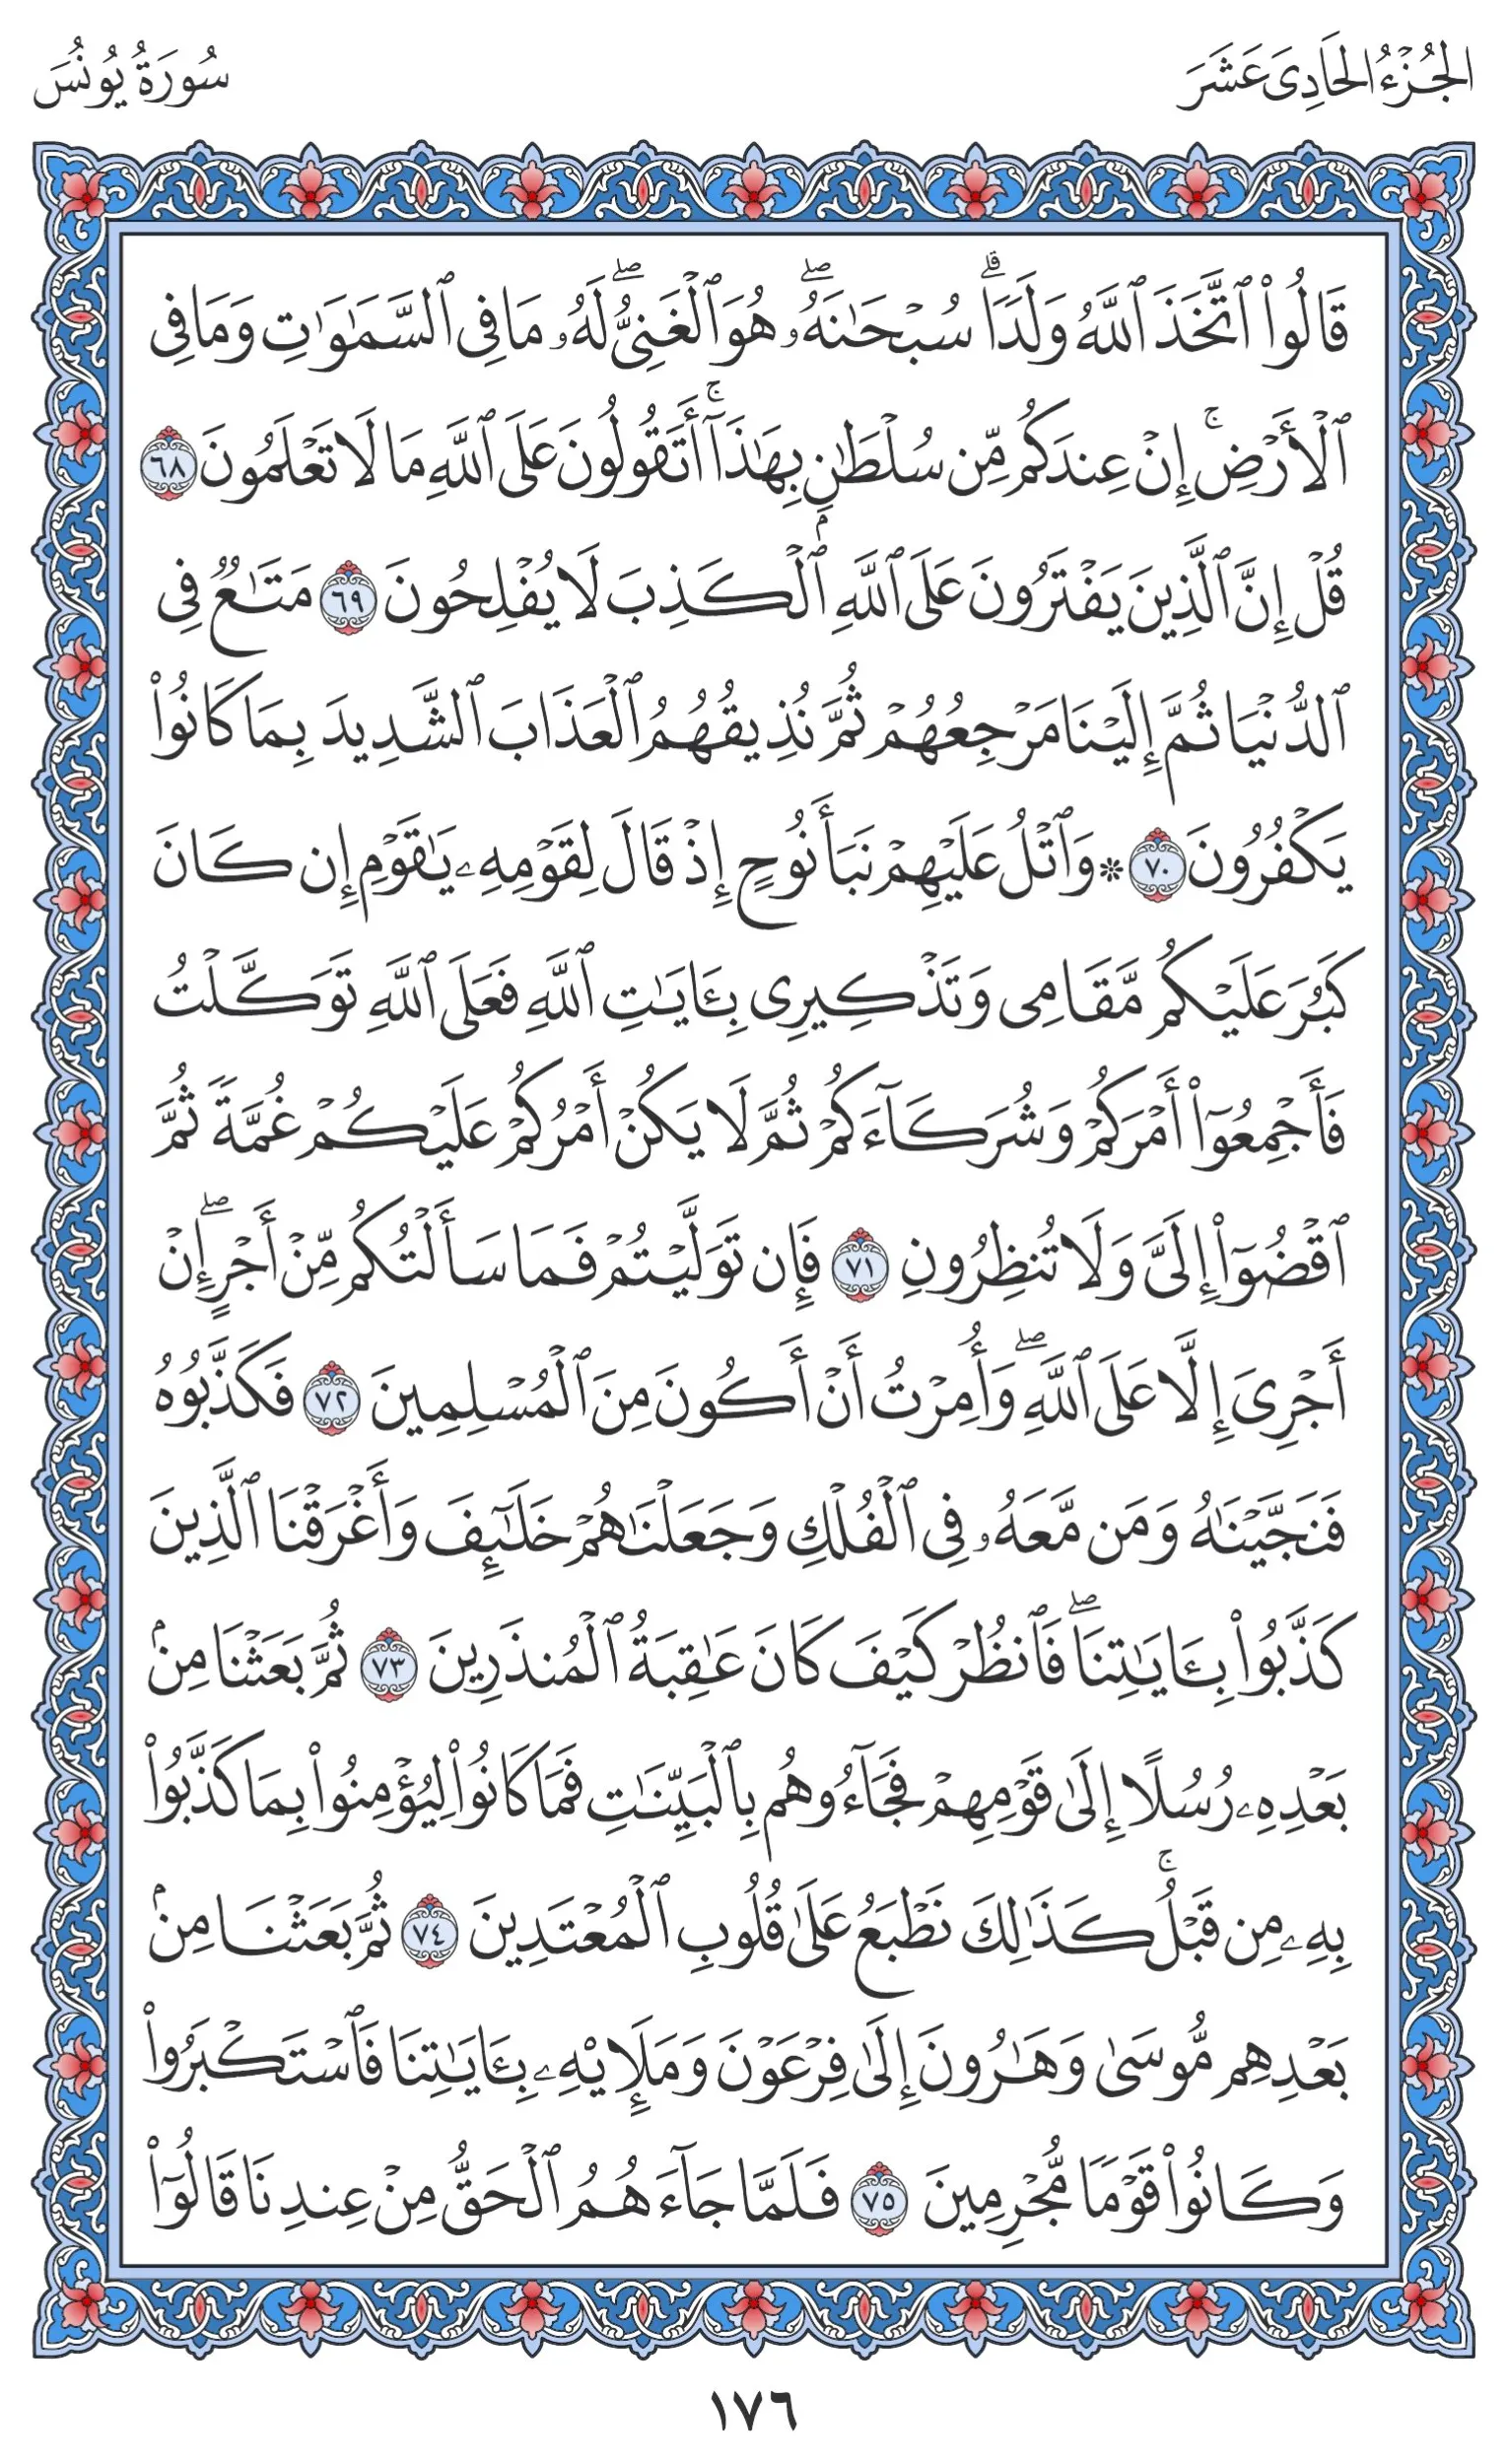 الجُزْءُ الحَادِيَ عَشَرَ
سُورَةُ يُونُسَ
قَالُواْ ٱتَّخَذَ ٱللَّهُ وَلَدٗاۗ سُبۡحَٰنَهُۥۖ هُوَ ٱلۡغَنِيُّۖ لَهُۥ مَا فِي ٱلسَّمَٰوَٰتِ وَمَا فِي
ٱلۡأَرۡضِۚ إِنۡ عِندَكُم مِّن سُلۡطَٰنِۭ بِهَٰذَآۚ أَتَقُولُونَ عَلَى ٱللَّهِ مَا لَا تَعۡلَمُونَ ٦٨
قُلۡ إِنَّ ٱلَّذِينَ يَفۡتَرُونَ عَلَى ٱللَّهِ ٱلۡكَذِبَ لَا يُفۡلِحُونَ ٦٩ مَتَٰعٞ فِي
ٱلدُّنۡيَا ثُمَّ إِلَيۡنَا مَرۡجِعُهُمۡ ثُمَّ نُذِيقُهُمُ ٱلۡعَذَابَ ٱلشَّدِيدَ بِمَا كَانُواْ
يَكۡفُرُونَ ٧٠ ۞ وَٱتۡلُ عَلَيۡهِمۡ نَبَأَ نُوحٍ إِذۡ قَالَ لِقَوۡمِهِۦ يَٰقَوۡمِ إِن كَانَ
كَبُرَ عَلَيۡكُم مَّقَامِي وَتَذۡكِيرِي بِـَٔايَٰتِ ٱللَّهِ فَعَلَى ٱللَّهِ تَوَكَّلۡتُ
فَأَجۡمِعُوٓاْ أَمۡرَكُمۡ وَشُرَكَآءَكُمۡ ثُمَّ لَا يَكُنۡ أَمۡرُكُمۡ عَلَيۡكُمۡ غُمَّةٗ ثُمَّ
ٱقۡضُوٓاْ إِلَيَّ وَلَا تُنظِرُونِ ٧١ فَإِن تَوَلَّيۡتُمۡ فَمَا سَأَلۡتُكُم مِّنۡ أَجۡرٍۖ إِنۡ
أَجۡرِيَ إِلَّا عَلَى ٱللَّهِۖ وَأُمِرۡتُ أَنۡ أَكُونَ مِنَ ٱلۡمُسۡلِمِينَ ٧٢ فَكَذَّبُوهُ
فَنَجَّيۡنَٰهُ وَمَن مَّعَهُۥ فِي ٱلۡفُلۡكِ وَجَعَلۡنَٰهُمۡ خَلَٰٓئِفَ وَأَغۡرَقۡنَا ٱلَّذِينَ
كَذَّبُواْ بِـَٔايَٰتِنَاۖ فَٱنظُرۡ كَيۡفَ كَانَ عَٰقِبَةُ ٱلۡمُنذَرِينَ ٧٣ ثُمَّ بَعَثۡنَا مِنۢ
بَعۡدِهِۦ رُسُلًا إِلَىٰ قَوۡمِهِمۡ فَجَآءُوهُم بِٱلۡبَيِّنَٰتِ فَمَا كَانُواْ لِيُؤۡمِنُواْ بِمَا كَذَّبُواْ
بِهِۦ مِن قَبۡلُۚ كَذَٰلِكَ نَطۡبَعُ عَلَىٰ قُلُوبِ ٱلۡمُعۡتَدِينَ ٧٤ ثُمَّ بَعَثۡنَا مِنۢ
بَعۡدِهِم مُّوسَىٰ وَهَٰرُونَ إِلَىٰ فِرۡعَوۡنَ وَمَلَإِيْهِۦ بِـَٔايَٰتِنَا فَٱسۡتَكۡبَرُواْ
وَكَانُواْ قَوۡمٗا مُّجۡرِمِينَ ٧٥ فَلَمَّا جَآءَهُمُ ٱلۡحَقُّ مِنۡ عِندِنَا قَالُوٓاْ
١٧٦